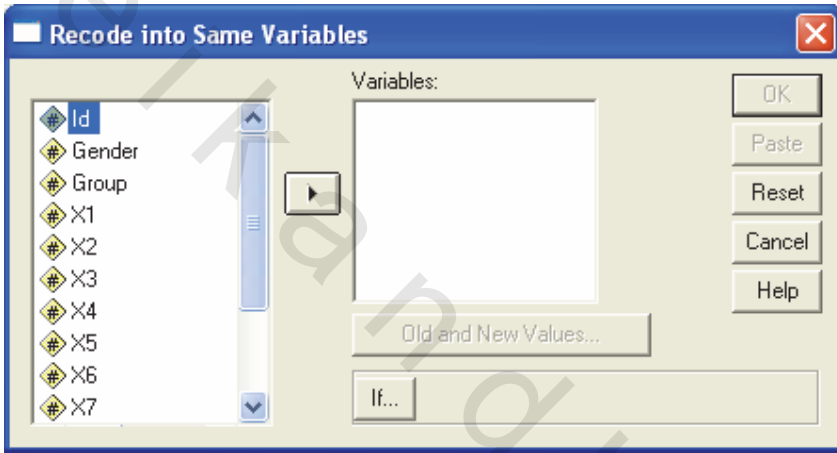 Recode into Same Variables
Id
Gender
Group
X1
X2
X3
X4
X5
X6
X7
Variables:
Old and New Values...
If...
OK
Paste
Reset
Cancel
Help